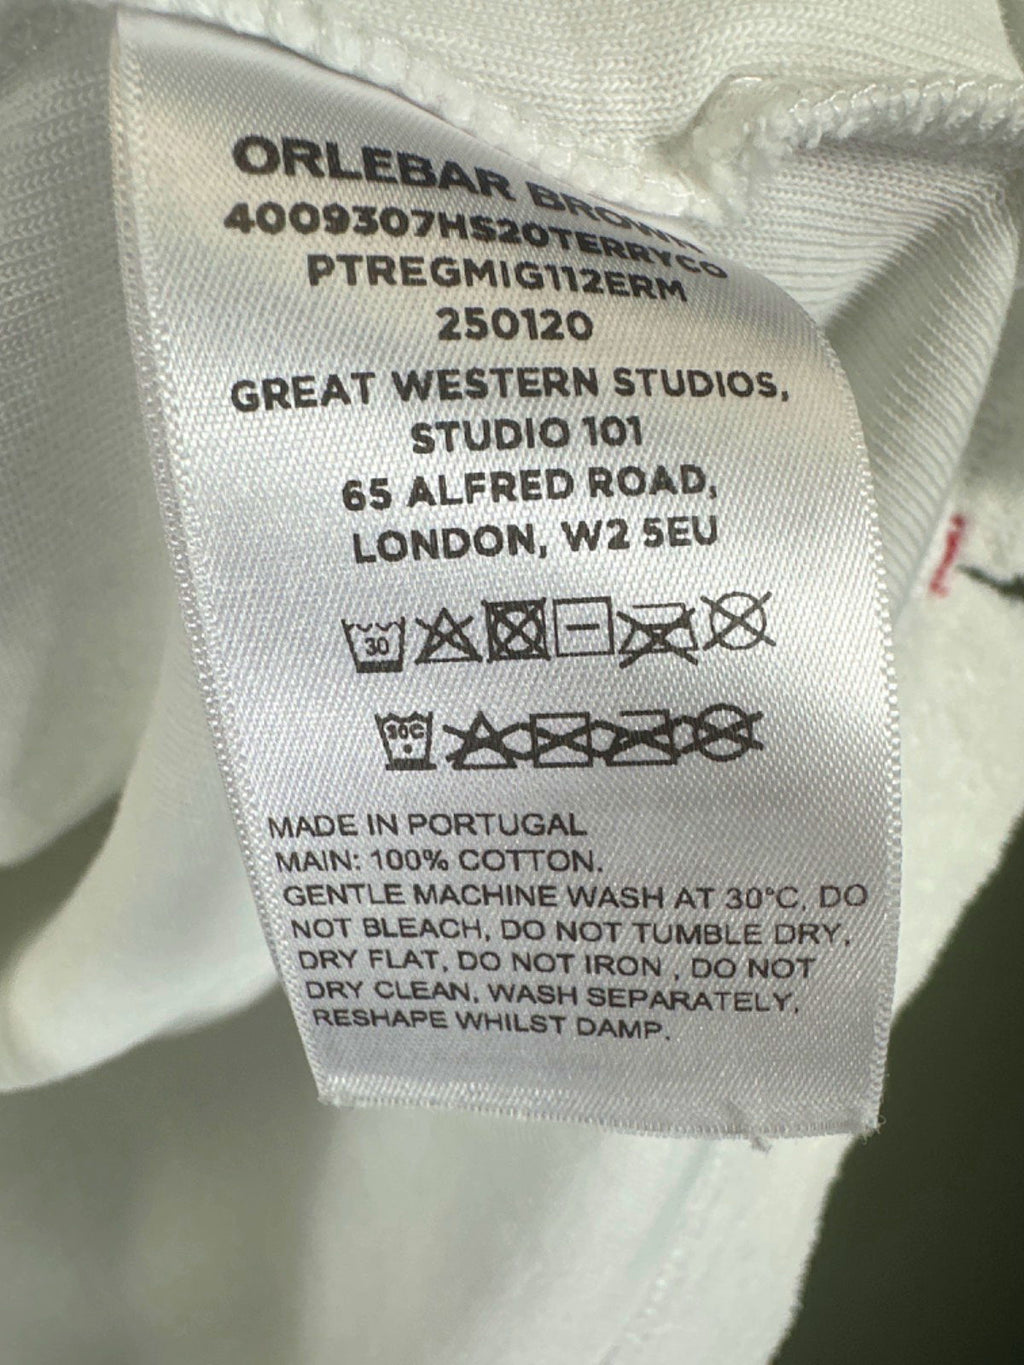 ORLEBAR BROWN
4009307HS20TERRYCO
PTREGMIG112ERM
250120
GREAT WESTERN STUDIOS,
STUDIO 101
65 ALFRED ROAD,
LONDON, W2 5EU
30
30C
MADE IN PORTUGAL
MAIN: 100% COTTON.
GENTLE MACHINE WASH AT 30°C, DO
NOT BLEACH, DO NOT TUMBLE DRY,
DRY FLAT, DO NOT IRON , DO NOT
DRY CLEAN, WASH SEPARATELY,
RESHAPE WHILST DAMP.